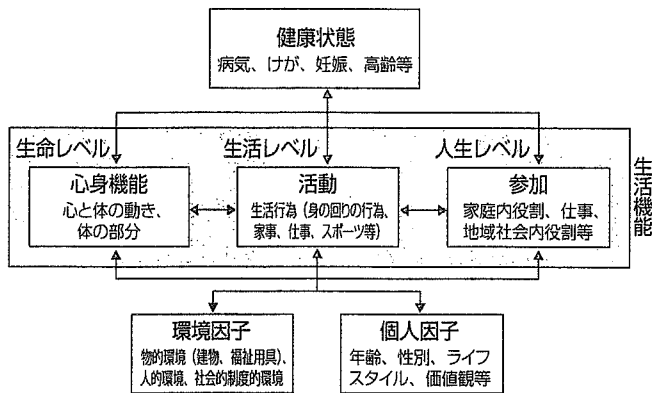 健康状態
病気、けが、妊娠、高齢等
生命レベル
生活レベル
人生レベル
心身機能
心と体の動き、
体の部分
活動
生活行為（身の回りの行為、
家事、仕事、スポーツ等）
参加
家庭内役割、仕事、
地域社会内役割等
生活機能
環境因子
物的環境（建物、福祉用具）、
人的環境、社会的制度的環境
個人因子
年齢、性別、ライフ
スタイル、価値観等